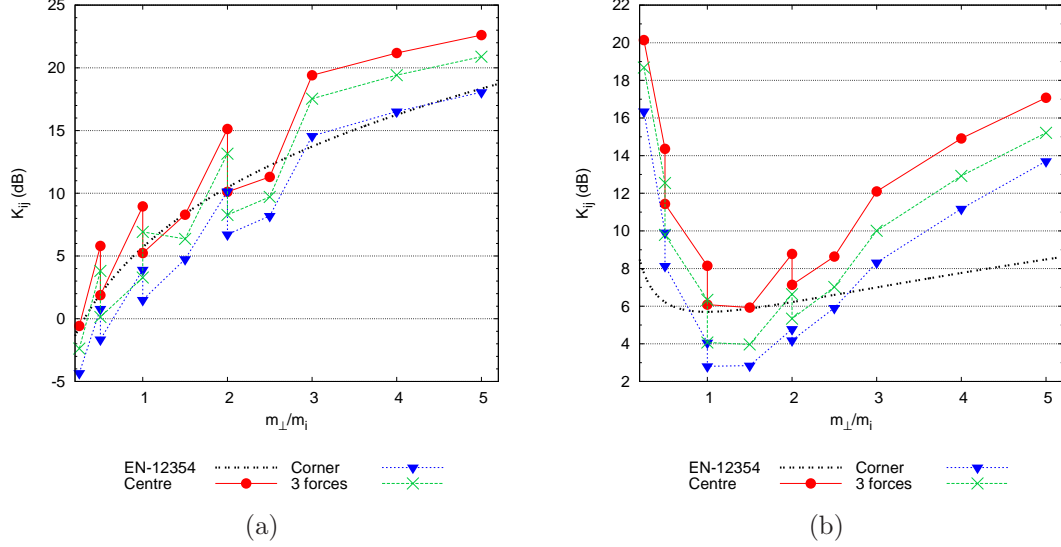 25
20
15
10
5
0
-5
K_ij (dB)
1 2 3 4 5
m⊥/m_i
EN-12354 Corner
Centre 3 forces
(a)
22
20
18
16
14
12
10
8
6
4
2
K_ij (dB)
1 2 3 4 5
m⊥/m_i
EN-12354 Corner
Centre 3 forces
(b)